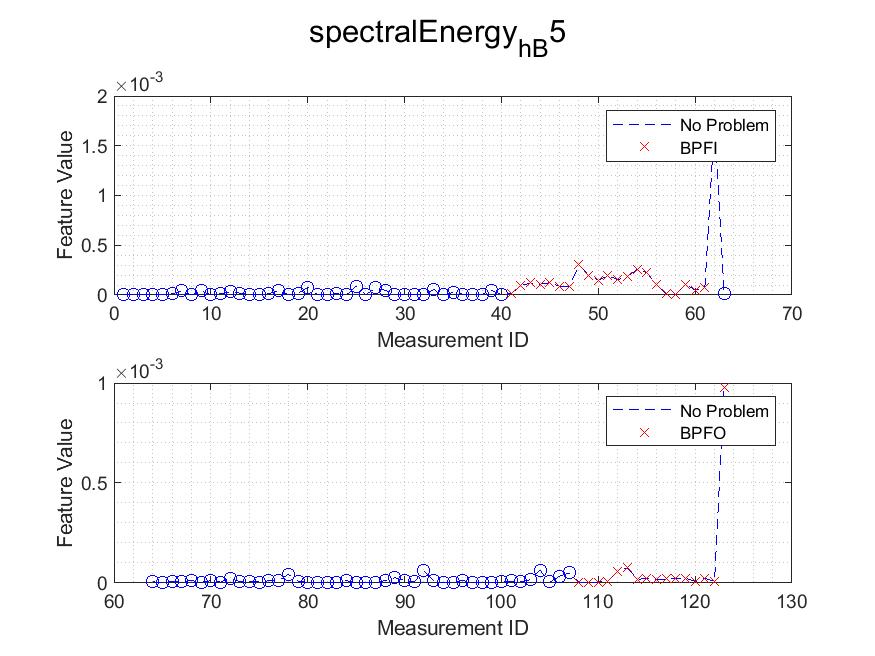 spectralEnergy_hB5
×10^-3
2
1.5
1
0.5
0
Feature Value
No Problem
BPFI
0 10 20 30 40 50 60 70
Measurement ID
×10^-3
1
0.5
0
Feature Value
No Problem
BPFO
60 70 80 90 100 110 120 130
Measurement ID